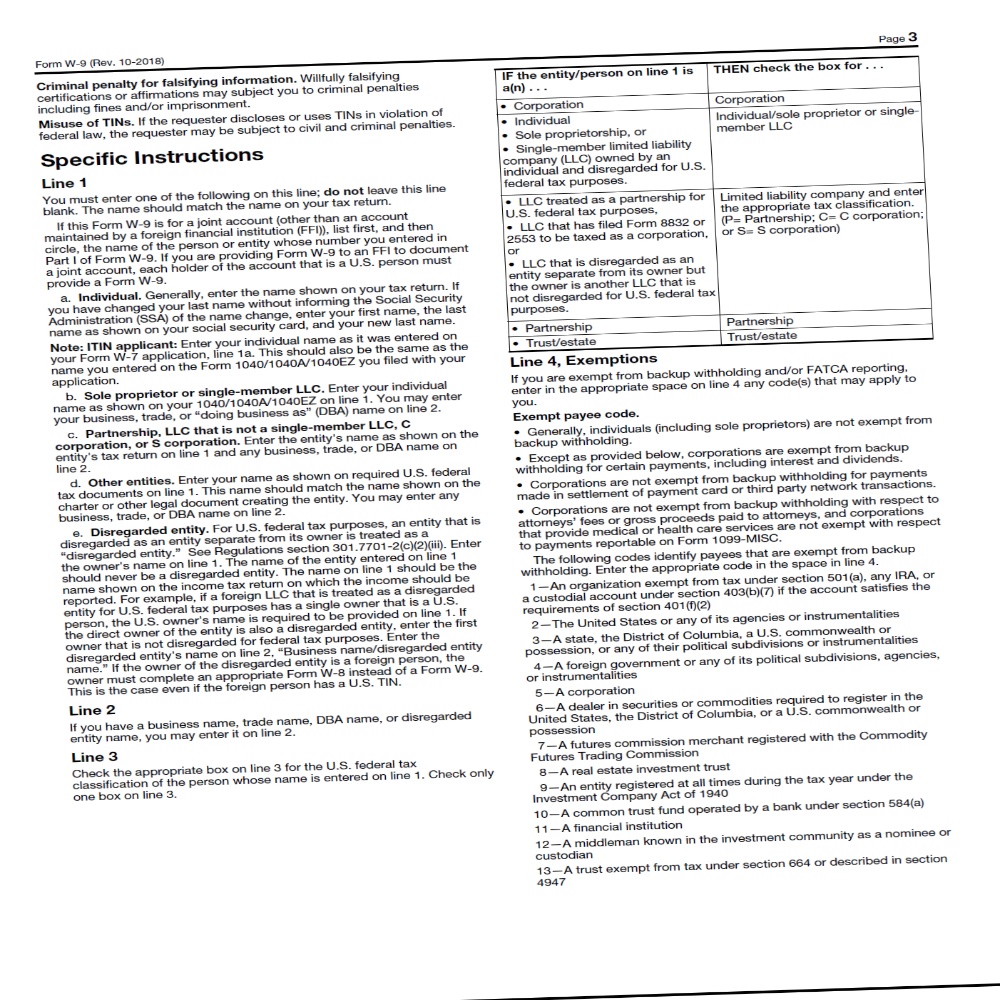 Form W-9 (Rev. 10-2018)
Page 3
Criminal penalty for falsifying information. Willfully falsifying
certifications or affirmations may subject you to criminal penalties
including fines and/or imprisonment.
Misuse of TINs. If the requester discloses or uses TINs in violation of
federal law, the requester may be subject to civil and criminal penalties.
Specific Instructions
Line 1
You must enter one of the following on this line; do not leave this line
blank. The name should match the name on your tax return.
If this Form W-9 is for a joint account (other than an account
maintained by a foreign financial institution (FFI)), list first, and then
circle, the name of the person or entity whose number you entered in
Part I of Form W-9. If you are providing Form W-9 to an FFI to document
a joint account, each holder of the account that is a U.S. person must
provide a Form W-9.
a. Individual. Generally, enter the name shown on your tax return. If
you have changed your last name without informing the Social Security
Administration (SSA) of the name change, enter your first name, the last
name as shown on your social security card, and your new last name.
Note: ITIN applicant: Enter your individual name as it was entered on
your Form W-7 application, line 1a. This should also be the same as the
name you entered on the Form 1040/1040A/1040EZ you filed with your
application.
b. Sole proprietor or single-member LLC. Enter your individual
name as shown on your 1040/1040A/1040EZ on line 1. You may enter
your business, trade, or “doing business as” (DBA) name on line 2.
c. Partnership, LLC that is not a single-member LLC, C
corporation, or S corporation. Enter the entity's name as shown on the
entity's tax return on line 1 and any business, trade, or DBA name on
line 2.
d. Other entities. Enter your name as shown on required U.S. federal
tax documents on line 1. This name should match the name shown on the
charter or other legal document creating the entity. You may enter any
business, trade, or DBA name on line 2.
e. Disregarded entity. For U.S. federal tax purposes, an entity that is
disregarded as an entity separate from its owner is treated as a
“disregarded entity.” See Regulations section 301.7701-2(c)(2)(iii). Enter
the owner's name on line 1. The name of the entity entered on line 1
should never be a disregarded entity. The name on line 1 should be the
name shown on the income tax return on which the income should be
reported. For example, if a foreign LLC that is treated as a disregarded
entity for U.S. federal tax purposes has a single owner that is a U.S.
person, the U.S. owner's name is required to be provided on line 1. If
the direct owner of the entity is also a disregarded entity, enter the first
owner that is not disregarded for federal tax purposes. Enter the
disregarded entity's name on line 2, “Business name/disregarded entity
name.” If the owner of the disregarded entity is a foreign person, the
owner must complete an appropriate Form W-8 instead of a Form W-9.
This is the case even if the foreign person has a U.S. TIN.
Line 2
If you have a business name, trade name, DBA name, or disregarded
entity name, you may enter it on line 2.
Line 3
Check the appropriate box on line 3 for the U.S. federal tax
classification of the person whose name is entered on line 1. Check only
one box on line 3.
IF the entity/person on line 1 is
a(n) . . .
THEN check the box for . . .
• Corporation
Corporation
• Individual
• Sole proprietorship, or
• Single-member limited liability
company (LLC) owned by an
individual and disregarded for U.S.
federal tax purposes.
Individual/sole proprietor or single-
member LLC
• LLC treated as a partnership for
U.S. federal tax purposes,
• LLC that has filed Form 8832 or
2553 to be taxed as a corporation,
or
• LLC that is disregarded as an
entity separate from its owner but
the owner is another LLC that is
not disregarded for U.S. federal tax
purposes.
Limited liability company and enter
the appropriate tax classification.
(P= Partnership; C= C corporation;
or S= S corporation)
• Partnership
Partnership
• Trust/estate
Trust/estate
Line 4, Exemptions
If you are exempt from backup withholding and/or FATCA reporting,
enter in the appropriate space on line 4 any code(s) that may apply to
you.
Exempt payee code.
• Generally, individuals (including sole proprietors) are not exempt from
backup withholding.
• Except as provided below, corporations are exempt from backup
withholding for certain payments, including interest and dividends.
• Corporations are not exempt from backup withholding for payments
made in settlement of payment card or third party network transactions.
• Corporations are not exempt from backup withholding with respect to
attorneys' fees or gross proceeds paid to attorneys, and corporations
that provide medical or health care services are not exempt with respect
to payments reportable on Form 1099-MISC.
The following codes identify payees that are exempt from backup
withholding. Enter the appropriate code in the space in line 4.
1—An organization exempt from tax under section 501(a), any IRA, or
a custodial account under section 403(b)(7) if the account satisfies the
requirements of section 401(f)(2)
2—The United States or any of its agencies or instrumentalities
3—A state, the District of Columbia, a U.S. commonwealth or
possession, or any of their political subdivisions or instrumentalities
4—A foreign government or any of its political subdivisions, agencies,
or instrumentalities
5—A corporation
6—A dealer in securities or commodities required to register in the
United States, the District of Columbia, or a U.S. commonwealth or
possession
7—A futures commission merchant registered with the Commodity
Futures Trading Commission
8—A real estate investment trust
9—An entity registered at all times during the tax year under the
Investment Company Act of 1940
10—A common trust fund operated by a bank under section 584(a)
11—A financial institution
12—A middleman known in the investment community as a nominee or
custodian
13—A trust exempt from tax under section 664 or described in section
4947